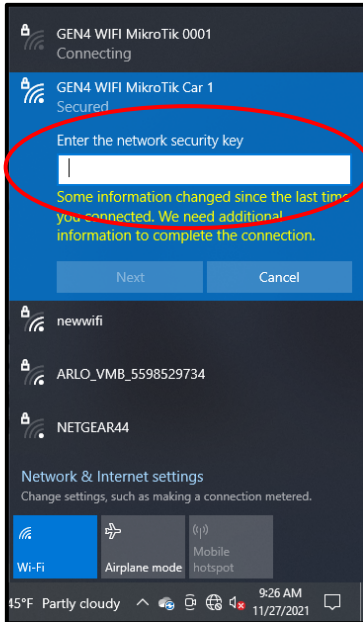 GEN4 WIFI MikroTik 0001
Connecting
GEN4 WIFI MikroTik Car 1
Secured
Enter the network security key
Some information changed since the last time
you connected. We need additional
information to complete the connection.
Next
Cancel
newwifi
ARLO_VMB_5598529734
NETGEAR44
Network & Internet settings
Change settings, such as making a connection metered.
Wi-Fi
Airplane mode
Mobile
hotspot
45°F Partly cloudy
9:26 AM
11/27/2021